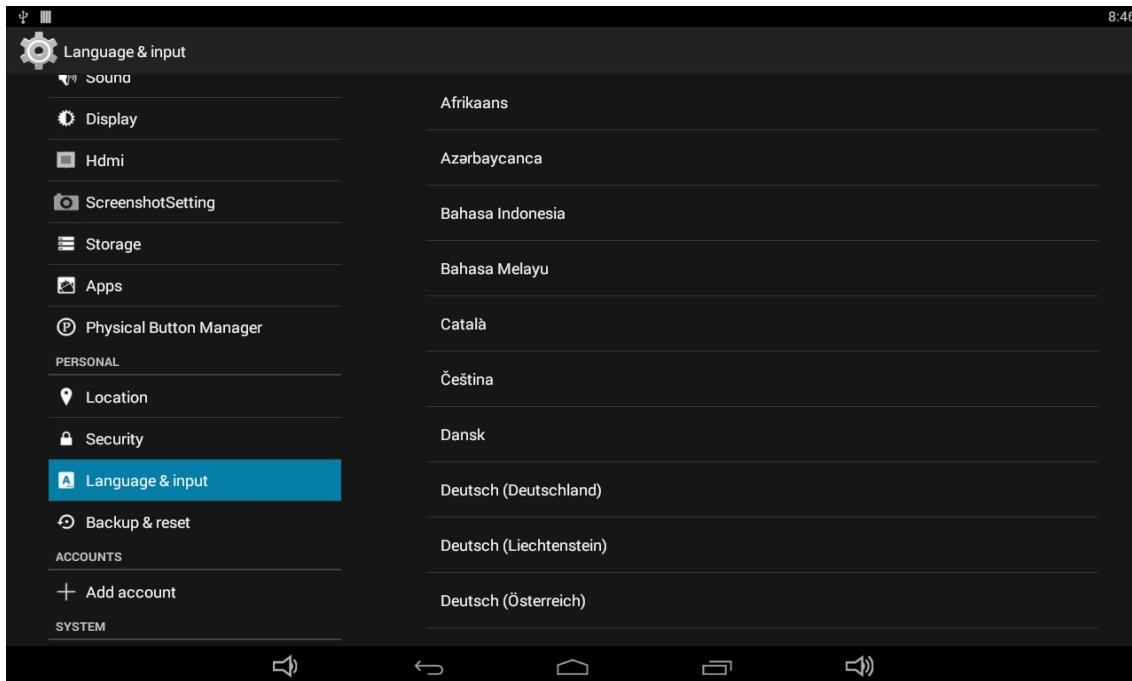 8:46
Language & input
Sound
Display
Hdmi
ScreenshotSetting
Storage
Apps
Physical Button Manager
PERSONAL
Location
Security
Language & input
Backup & reset
ACCOUNTS
Add account
SYSTEM
Afrikaans
Azərbaycanca
Bahasa Indonesia
Bahasa Melayu
Català
Čeština
Dansk
Deutsch (Deutschland)
Deutsch (Liechtenstein)
Deutsch (Österreich)